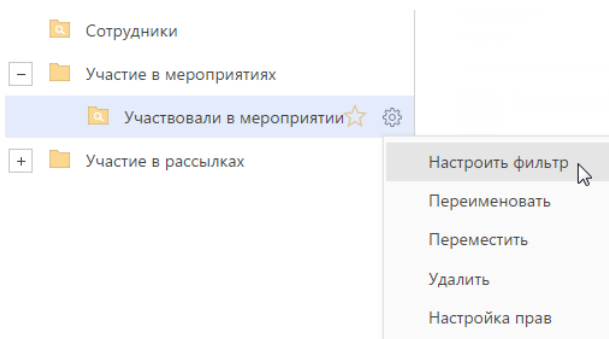 Сотрудники
Участие в мероприятиях
Участвовали в мероприятии
Участие в рассылках
Настроить фильтр
Переименовать
Переместить
Удалить
Настройка прав